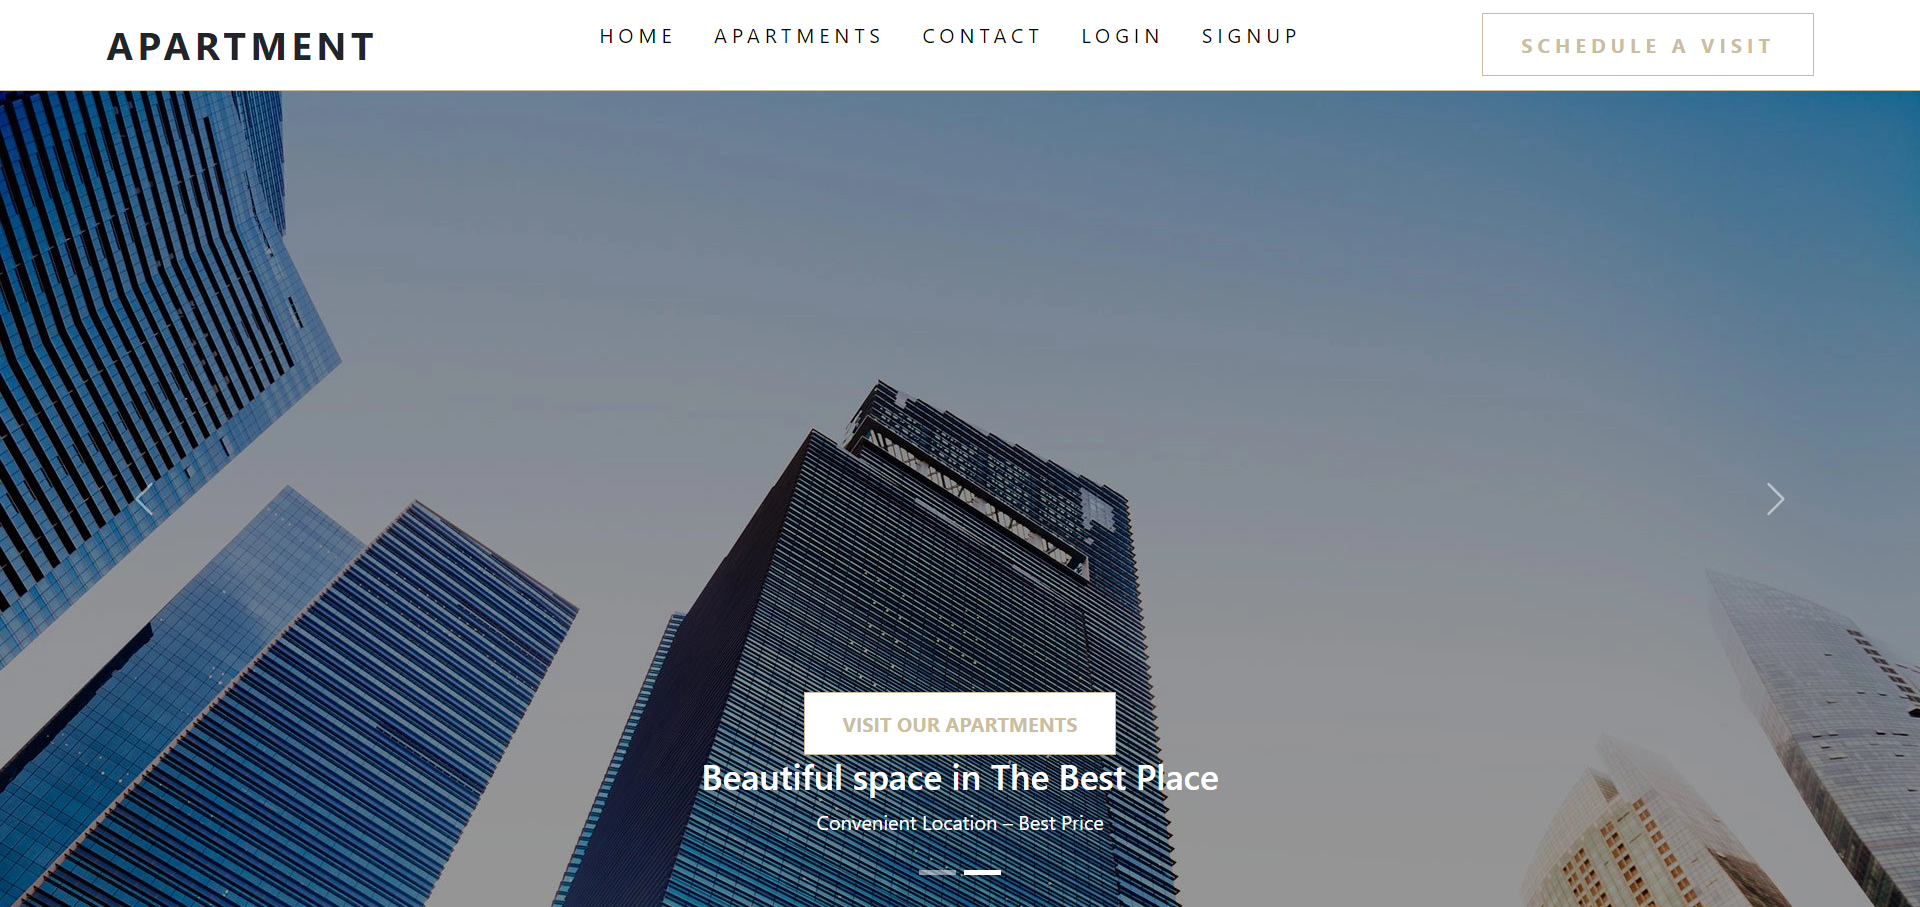 APARTMENT
HOME APARTMENTS CONTACT LOGIN SIGNUP
SCHEDULE A VISIT
VISIT OUR APARTMENTS
Beautiful space in The Best Place
Convenient Location – Best Price